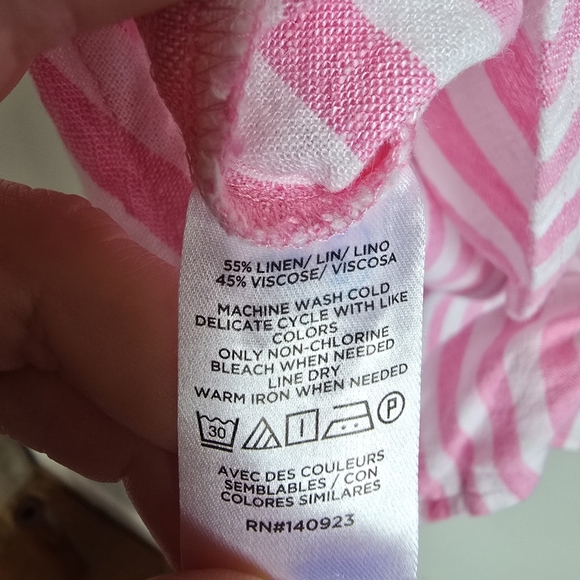 55% LINEN/ LIN/ LINO
45% VISCOSE/ VISCOSA
MACHINE WASH COLD
DELICATE CYCLE WITH LIKE
COLORS
ONLY NON-CHLORINE
BLEACH WHEN NEEDED
LINE DRY
WARM IRON WHEN NEEDED
30 P
AVEC DES COULEURS
SEMBLABLES / CON
COLORES SIMILARES
RN#140923